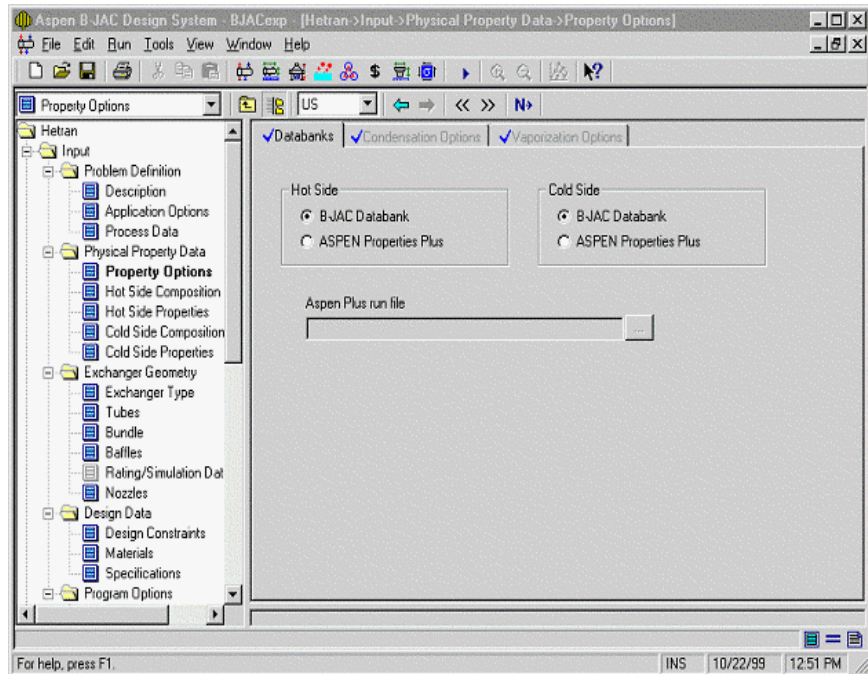 Aspen B-JAC Design System - BJACexp - [Hetran->Input->Physical Property Data->Property Options]
File Edit Run Tools View Window Help
Property Options
US
N
Hetran
Input
Problem Definition
Description
Application Options
Process Data
Physical Property Data
Property Options
Hot Side Composition
Hot Side Properties
Cold Side Composition
Cold Side Properties
Exchanger Geometry
Exchanger Type
Tubes
Bundle
Baffles
Rating/Simulation Dat
Nozzles
Design Data
Design Constraints
Materials
Specifications
Program Options
Databanks Condensation Options Vaporization Options
Hot Side
B-JAC Databank
ASPEN Properties Plus
Cold Side
B-JAC Databank
ASPEN Properties Plus
Aspen Plus run file
...
For help, press F1.
INS 10/22/99 12:51 PM